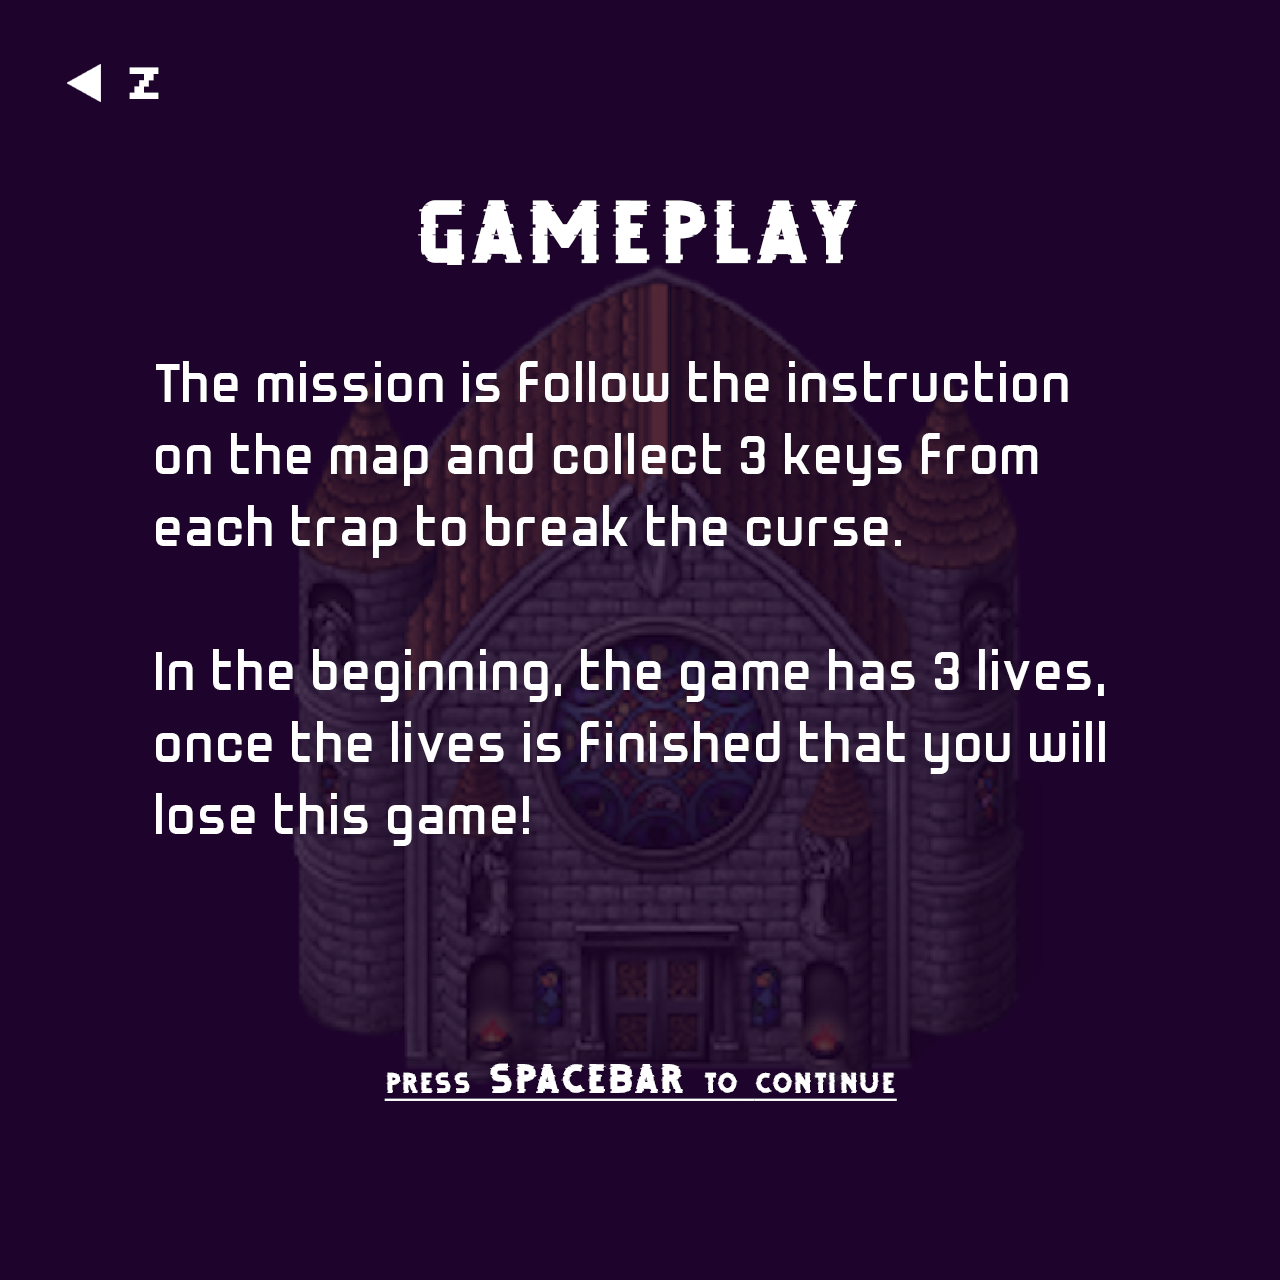 Z
GAMEPLAY
The mission is follow the instruction
on the map and collect 3 keys from
each trap to break the curse.
In the beginning, the game has 3 lives,
once the lives is finished that you will
lose this game!
PRESS SPACEBAR TO CONTINUE